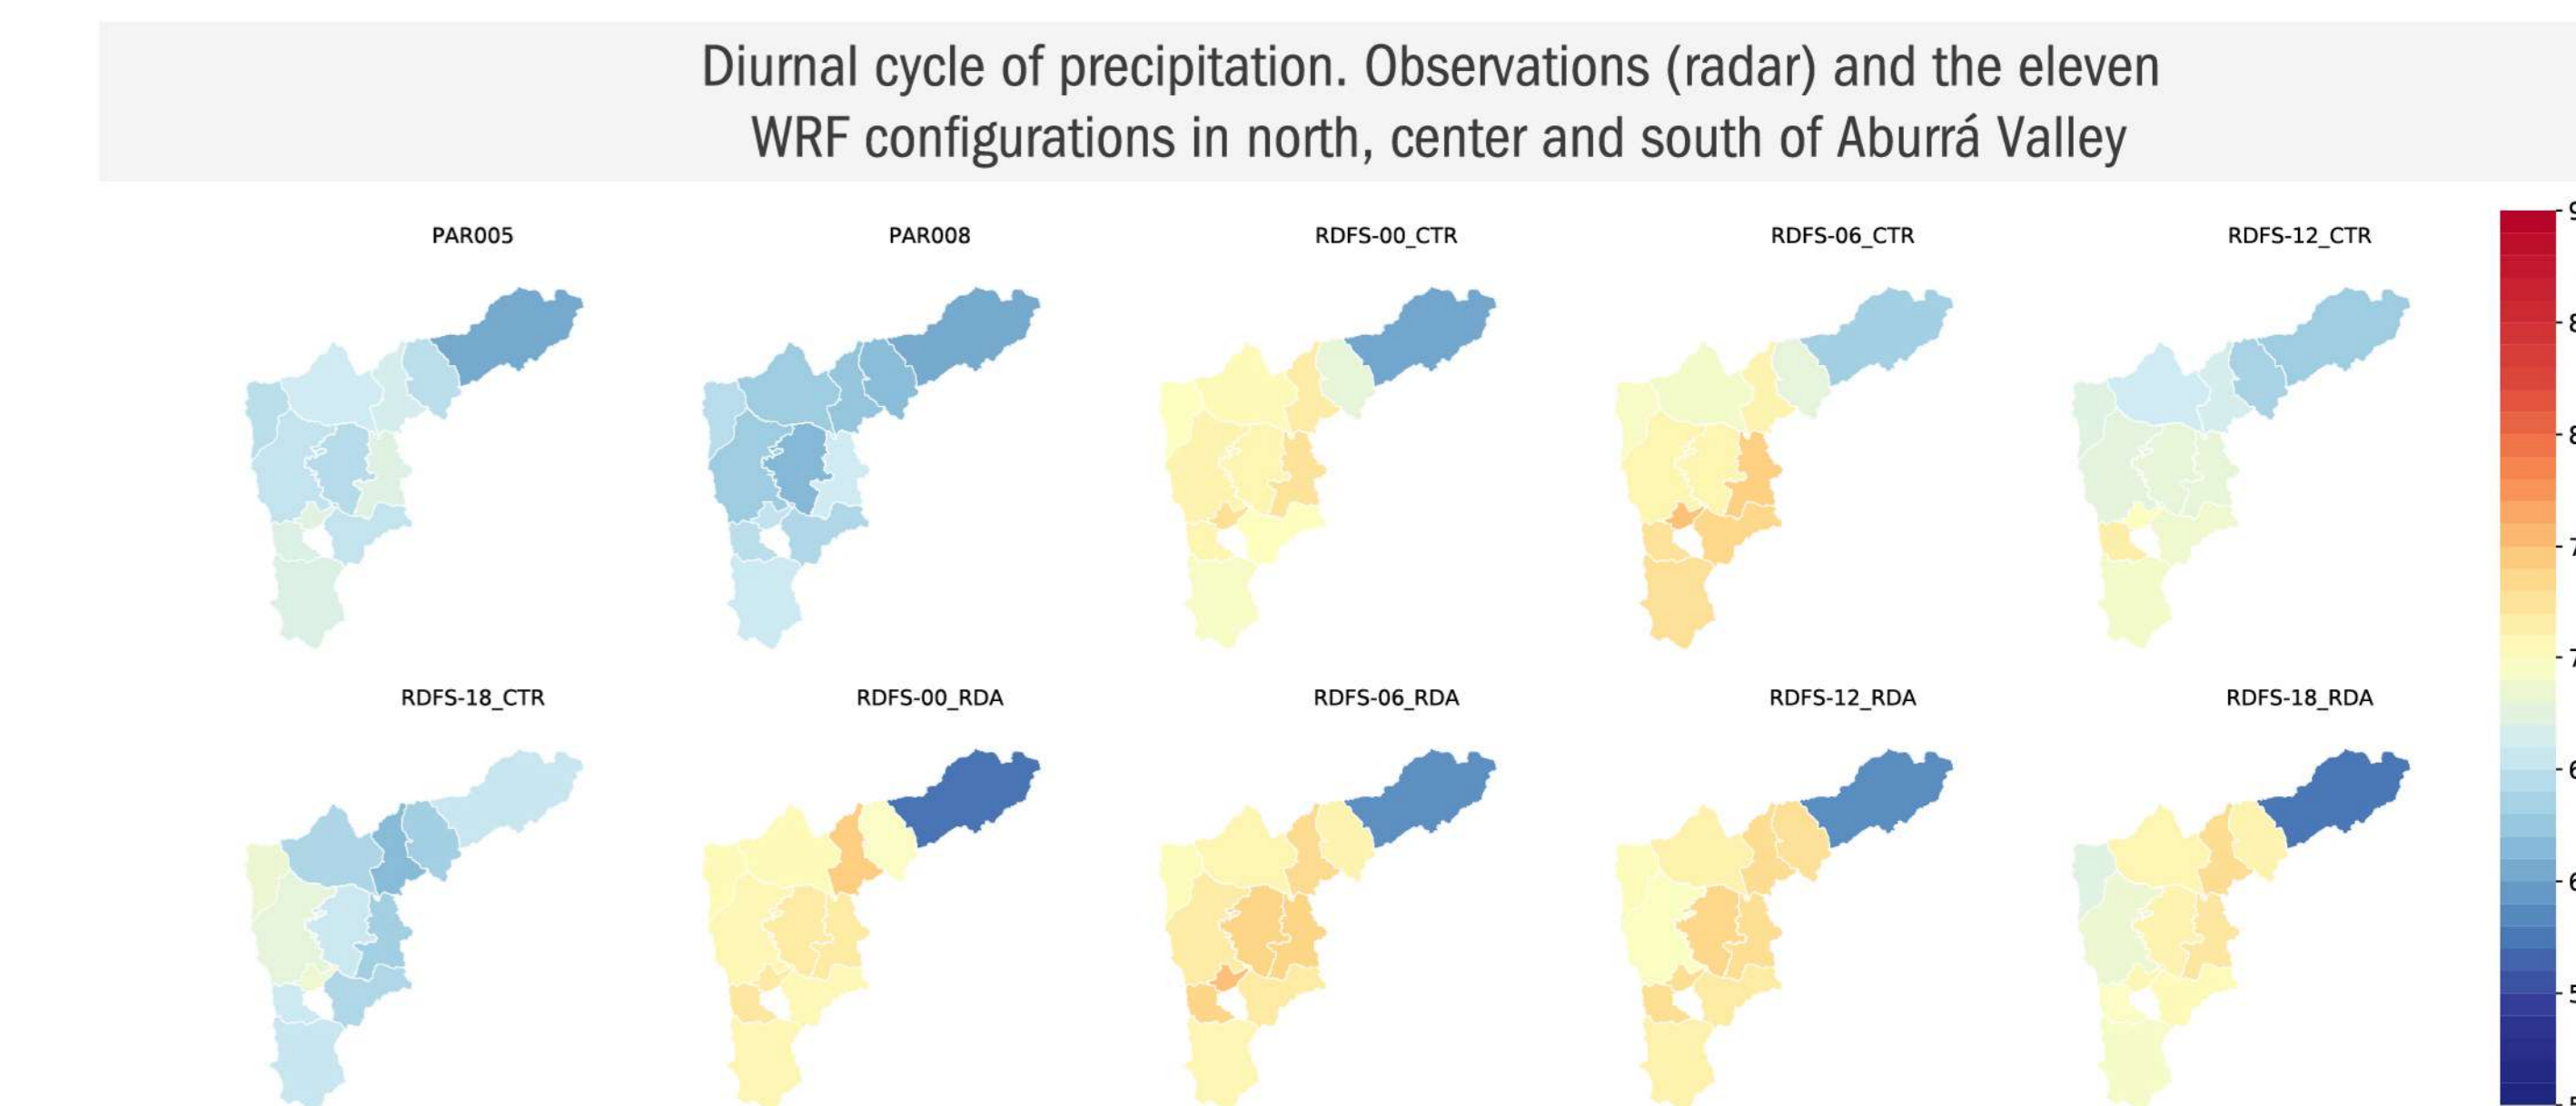 Diurnal cycle of precipitation. Observations (radar) and the eleven
WRF configurations in north, center and south of Aburrá Valley
PAR005
PAR008
RDFS-00_CTR
RDFS-06_CTR
RDFS-12_CTR
RDFS-18_CTR
RDFS-00_RDA
RDFS-06_RDA
RDFS-12_RDA
RDFS-18_RDA